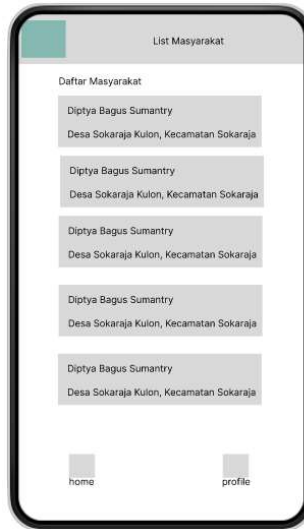 List Masyarakat
Daftar Masyarakat
Diptya Bagus Sumantry
Desa Sokaraja Kulon, Kecamatan Sokaraja
Diptya Bagus Sumantry
Desa Sokaraja Kulon, Kecamatan Sokaraja
Diptya Bagus Sumantry
Desa Sokaraja Kulon, Kecamatan Sokaraja
Diptya Bagus Sumantry
Desa Sokaraja Kulon, Kecamatan Sokaraja
Diptya Bagus Sumantry
Desa Sokaraja Kulon, Kecamatan Sokaraja
home
profile